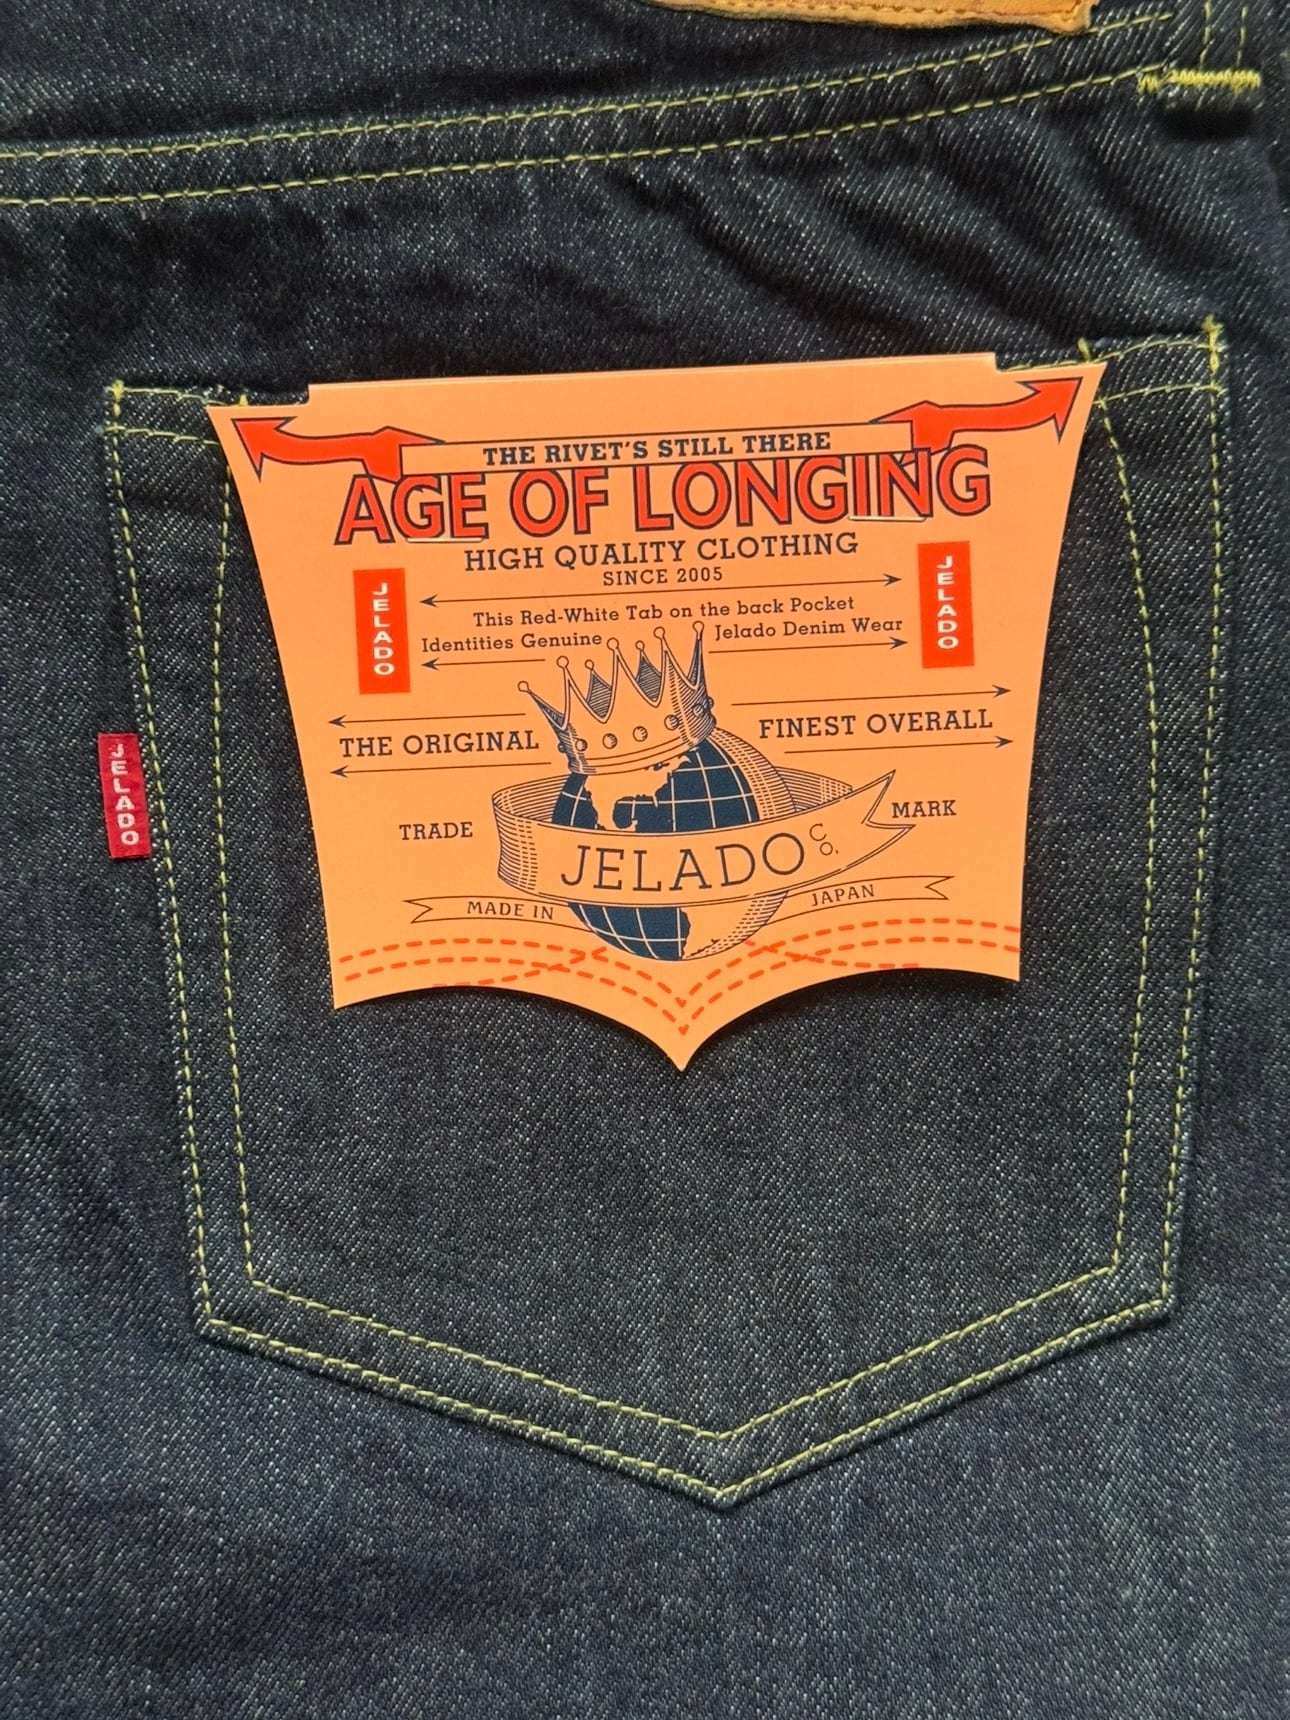 THE RIVET'S STILL THERE
AGE OF LONGING
HIGH QUALITY CLOTHING
SINCE 2005
JELADO
JELADO
This Red-White Tab on the back Pocket
Identities Genuine Jelado Denim Wear
THE ORIGINAL FINEST OVERALL
JELADO
TRADE MARK
JELADO CO.
MADE IN JAPAN